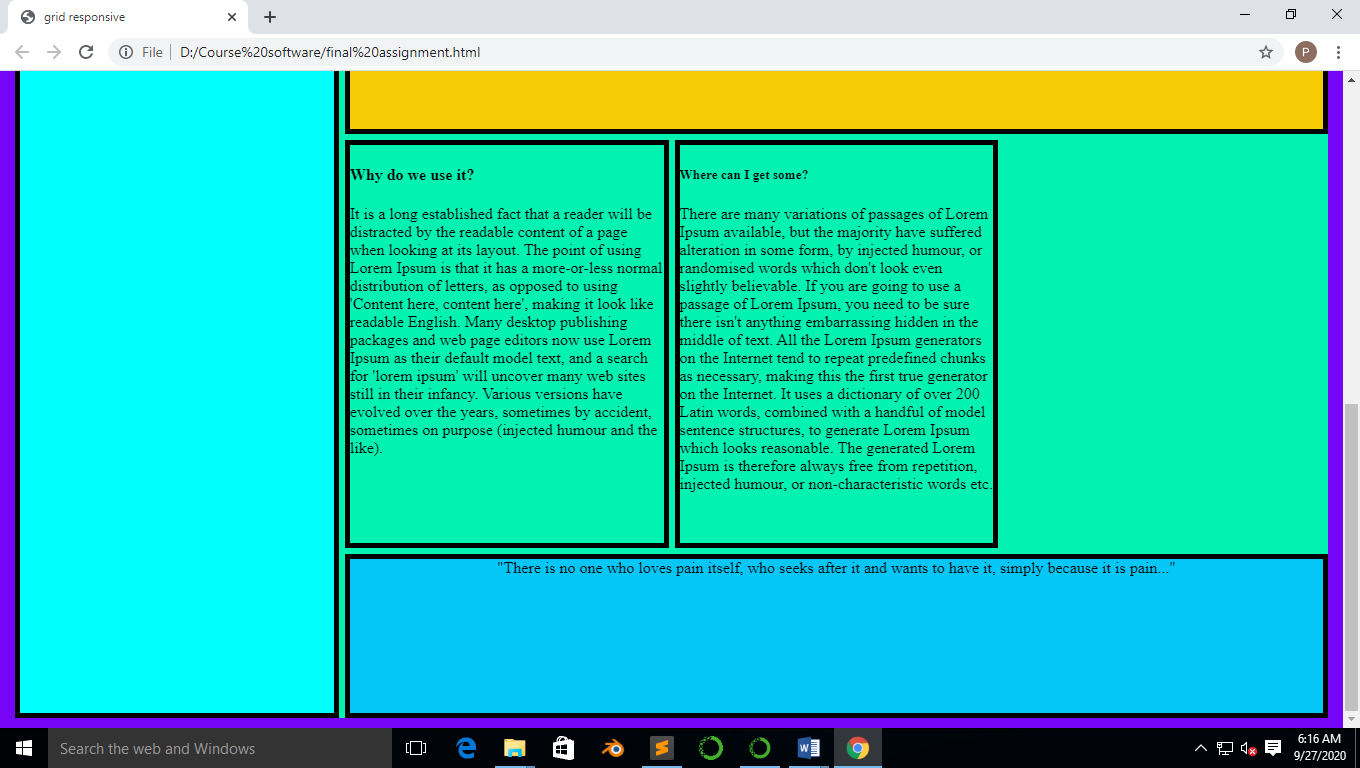 grid responsive
File
D:/Course%20software/final%20assignment.html
P
Why do we use it?
It is a long established fact that a reader will be
distracted by the readable content of a page
when looking at its layout. The point of using
Lorem Ipsum is that it has a more-or-less normal
distribution of letters, as opposed to using
'Content here, content here', making it look like
readable English. Many desktop publishing
packages and web page editors now use Lorem
Ipsum as their default model text, and a search
for 'lorem ipsum' will uncover many web sites
still in their infancy. Various versions have
evolved over the years, sometimes by accident,
sometimes on purpose (injected humour and the
like).
Where can I get some?
There are many variations of passages of Lorem
Ipsum available, but the majority have suffered
alteration in some form, by injected humour, or
randomised words which don't look even
slightly believable. If you are going to use a
passage of Lorem Ipsum, you need to be sure
there isn't anything embarrassing hidden in the
middle of text. All the Lorem Ipsum generators
on the Internet tend to repeat predefined chunks
as necessary, making this the first true generator
on the Internet. It uses a dictionary of over 200
Latin words, combined with a handful of model
sentence structures, to generate Lorem Ipsum
which looks reasonable. The generated Lorem
Ipsum is therefore always free from repetition,
injected humour, or non-characteristic words etc.
"There is no one who loves pain itself, who seeks after it and wants to have it, simply because it is pain..."
Search the web and Windows
6:16 AM
9/27/2020